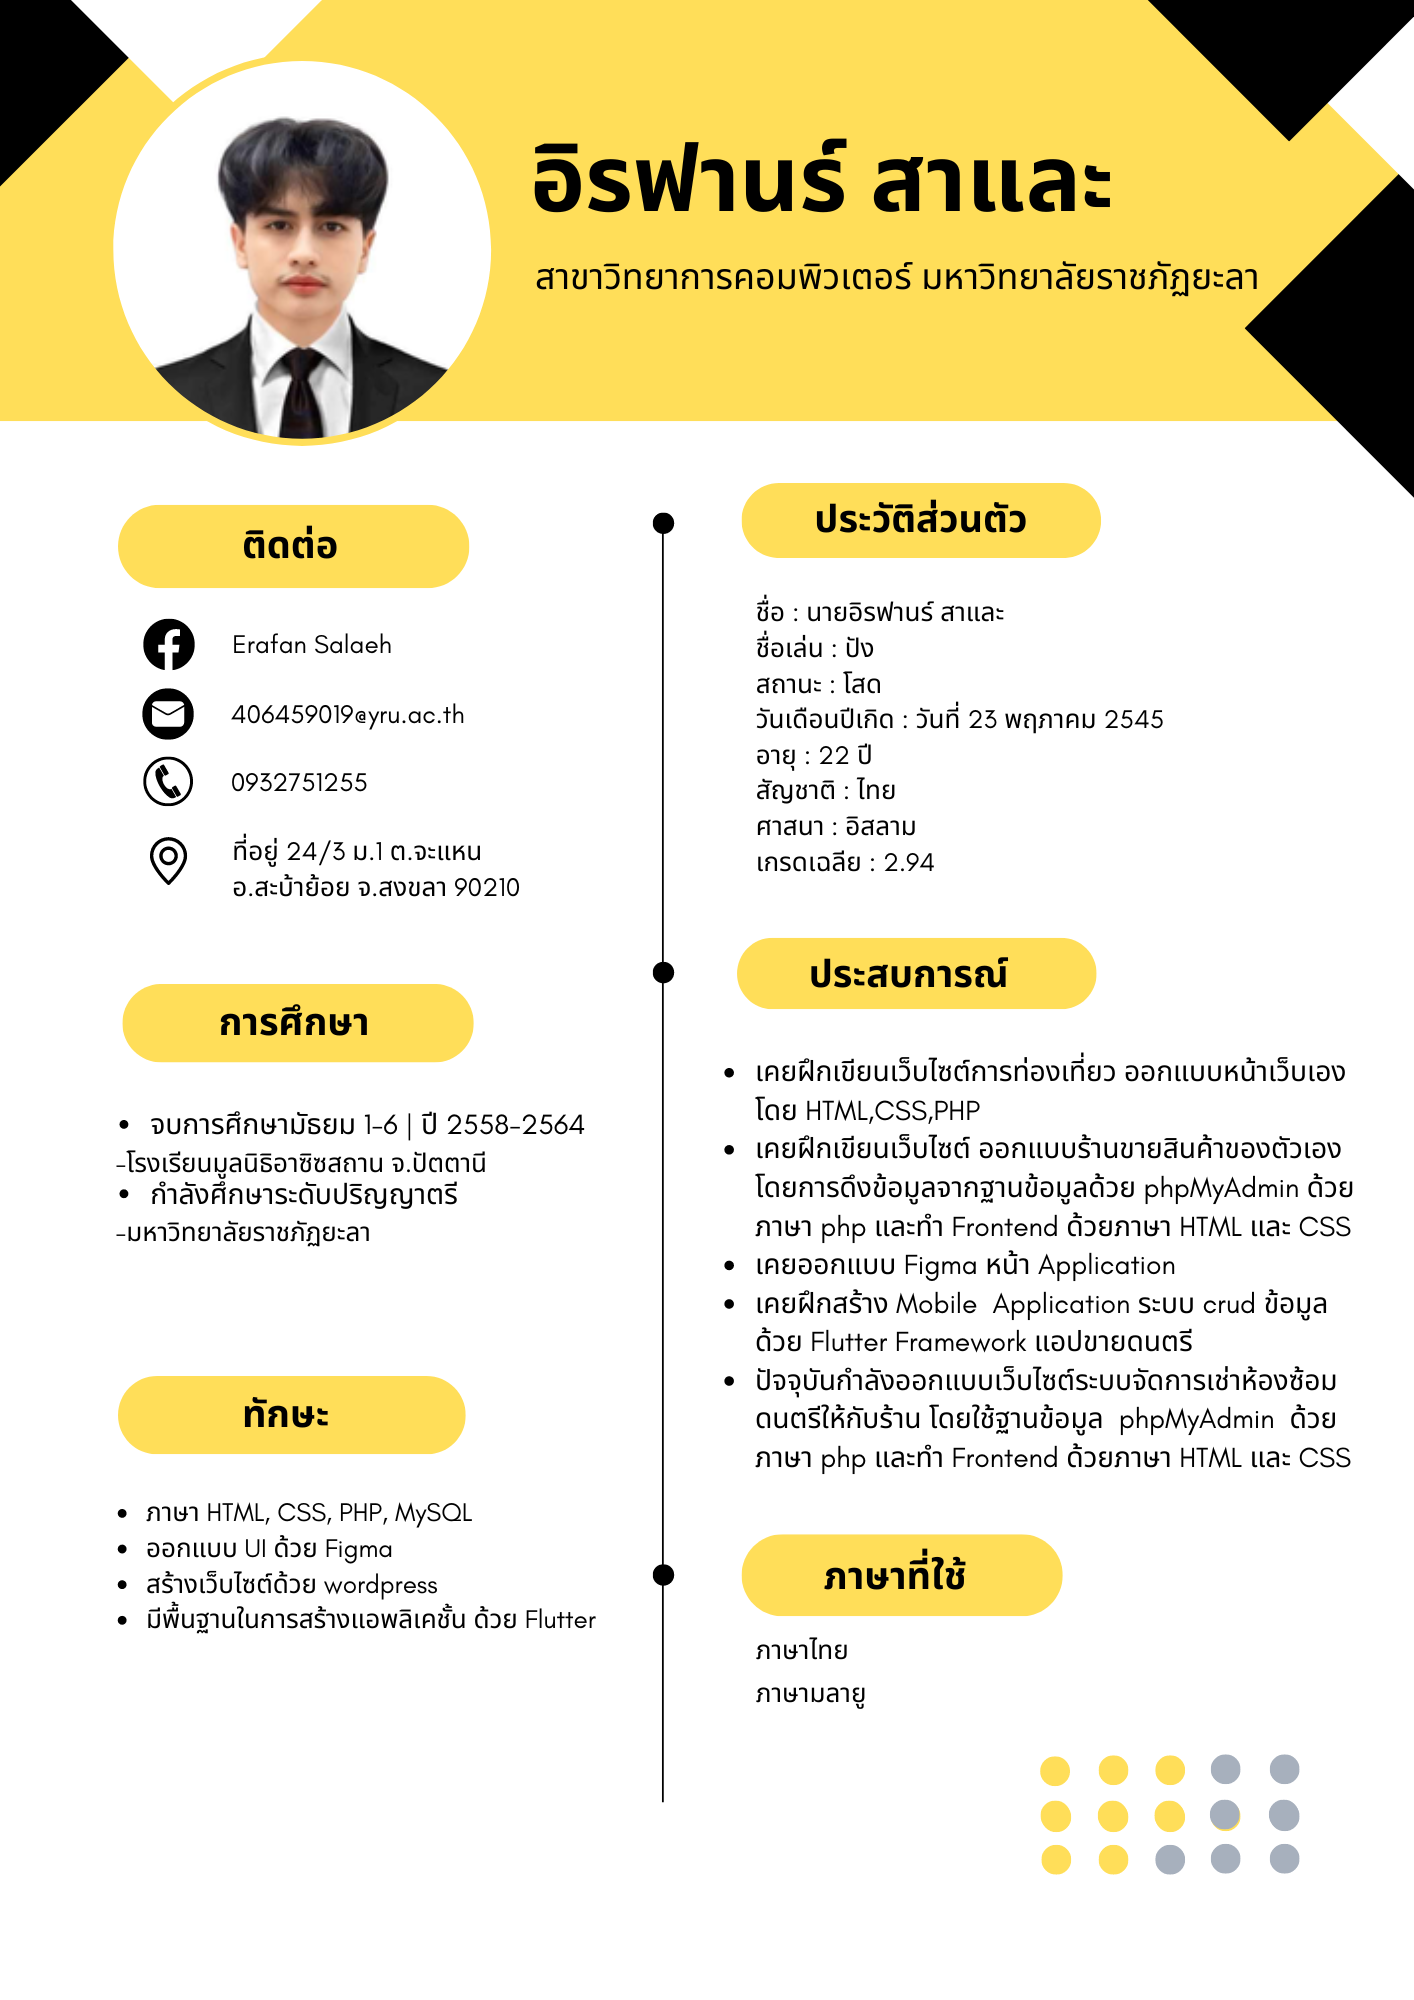 อิรฟานร์ สาและ
สาขาวิทยาการคอมพิวเตอร์ มหาวิทยาลัยราชภัฏยะลา
ติดต่อ
Erafan Salaeh
406459019@yru.ac.th
0932751255
ที่อยู่ 24/3 ม.1 ต.จะแหน
อ.สะบ้าย้อย จ.สงขลา 90210
การศึกษา
• จบการศึกษามัธยม 1-6 | ปี 2558-2564
-โรงเรียนมูลนิธิอาซิซสถาน จ.ปัตตานี
• กำลังศึกษาระดับปริญญาตรี
-มหาวิทยาลัยราชภัฏยะลา
ทักษะ
• ภาษา HTML, CSS, PHP, MySQL
• ออกแบบ UI ด้วย Figma
• สร้างเว็บไซต์ด้วย wordpress
• มีพื้นฐานในการสร้างแอพลิเคชั้น ด้วย Flutter
ประวัติส่วนตัว
ชื่อ : นายอิรฟานร์ สาและ
ชื่อเล่น : ปัง
สถานะ : โสด
วันเดือนปีเกิด : วันที่ 23 พฤภาคม 2545
อายุ : 22 ปี
สัญชาติ : ไทย
ศาสนา : อิสลาม
เกรดเฉลีย : 2.94
ประสบการณ์
• เคยฝึกเขียนเว็บไซต์การท่องเที่ยว ออกแบบหน้าเว็บเอง
โดย HTML,CSS,PHP
• เคยฝึกเขียนเว็บไซต์ ออกแบบร้านขายสินค้าของตัวเอง
โดยการดึงข้อมูลจากฐานข้อมูลด้วย phpMyAdmin ด้วย
ภาษา php และทำ Frontend ด้วยภาษา HTML และ CSS
• เคยออกแบบ Figma หน้า Application
• เคยฝึกสร้าง Mobile  Application ระบบ crud ข้อมูล
ด้วย Flutter Framework แอปขายดนตรี
• ปัจจุบันกำลังออกแบบเว็บไซต์ระบบจัดการเช่าห้องซ้อม
ดนตรีให้กับร้าน โดยใช้ฐานข้อมูล  phpMyAdmin  ด้วย
ภาษา php และทำ Frontend ด้วยภาษา HTML และ CSS
ภาษาที่ใช้
ภาษาไทย
ภาษามลายู